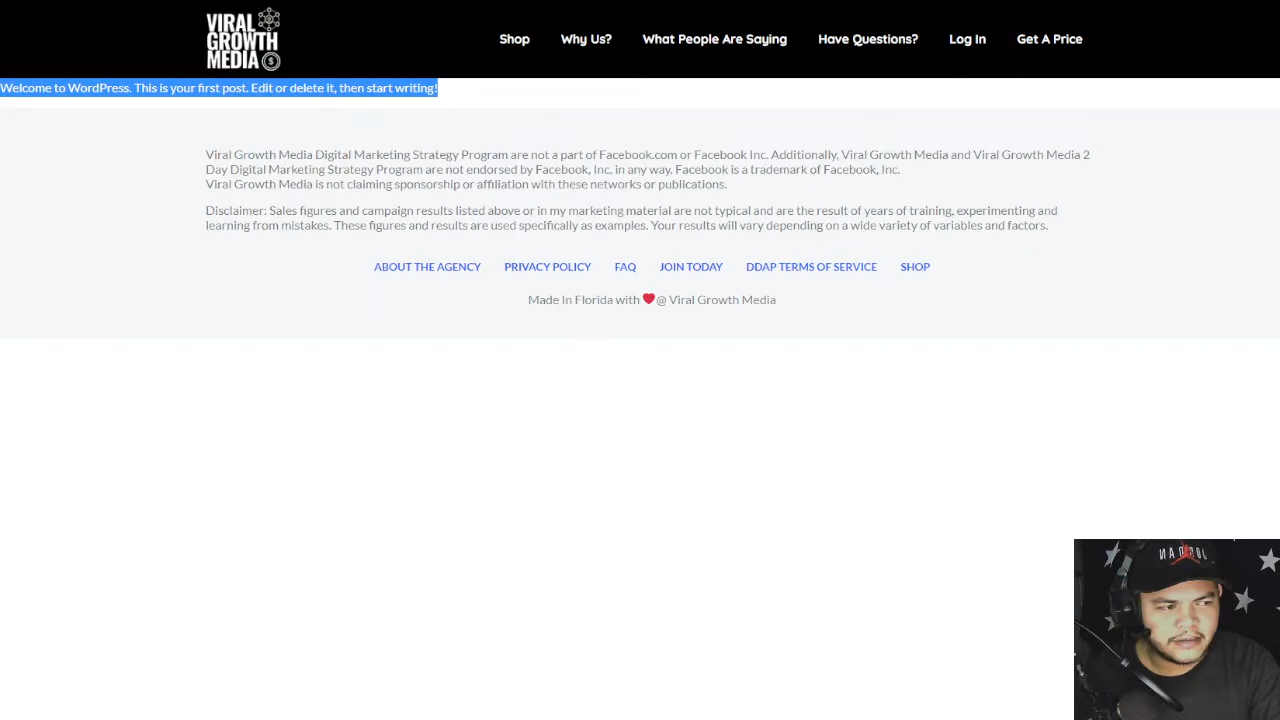 VIRAL
GROWTH
MEDIA
Shop
Why Us?
What People Are Saying
Have Questions?
Log In
Get A Price
Welcome to WordPress. This is your first post. Edit or delete it, then start writing!
Viral Growth Media Digital Marketing Strategy Program are not a part of Facebook.com or Facebook Inc. Additionally, Viral Growth Media and Viral Growth Media 2
Day Digital Marketing Strategy Program are not endorsed by Facebook, Inc. in any way. Facebook is a trademark of Facebook, Inc.
Viral Growth Media is not claiming sponsorship or affiliation with these networks or publications.
Disclaimer: Sales figures and campaign results listed above or in my marketing material are not typical and are the result of years of training, experimenting and
learning from mistakes. These figures and results are used specifically as examples. Your results will vary depending on a wide variety of variables and factors.
ABOUT THE AGENCY
PRIVACY POLICY
FAQ
JOIN TODAY
DDAP TERMS OF SERVICE
SHOP
Made In Florida with ❤️@ Viral Growth Media